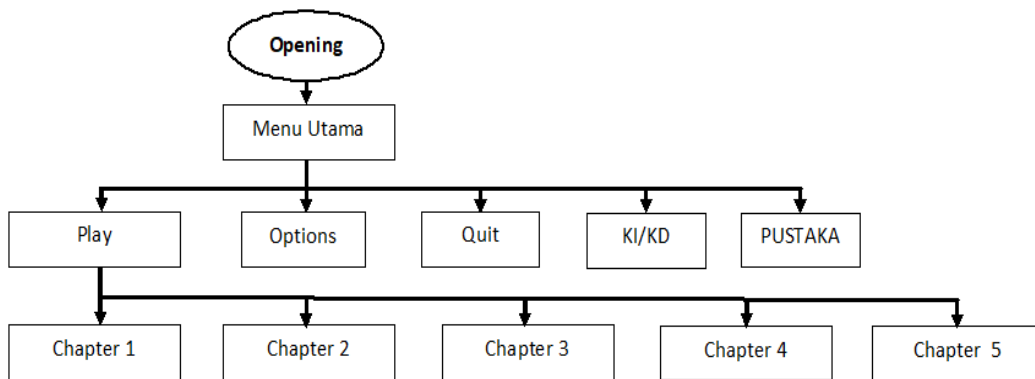 Opening
Menu Utama
Play
Options
Quit
KI/KD
PUSTAKA
Chapter 1
Chapter 2
Chapter 3
Chapter 4
Chapter 5